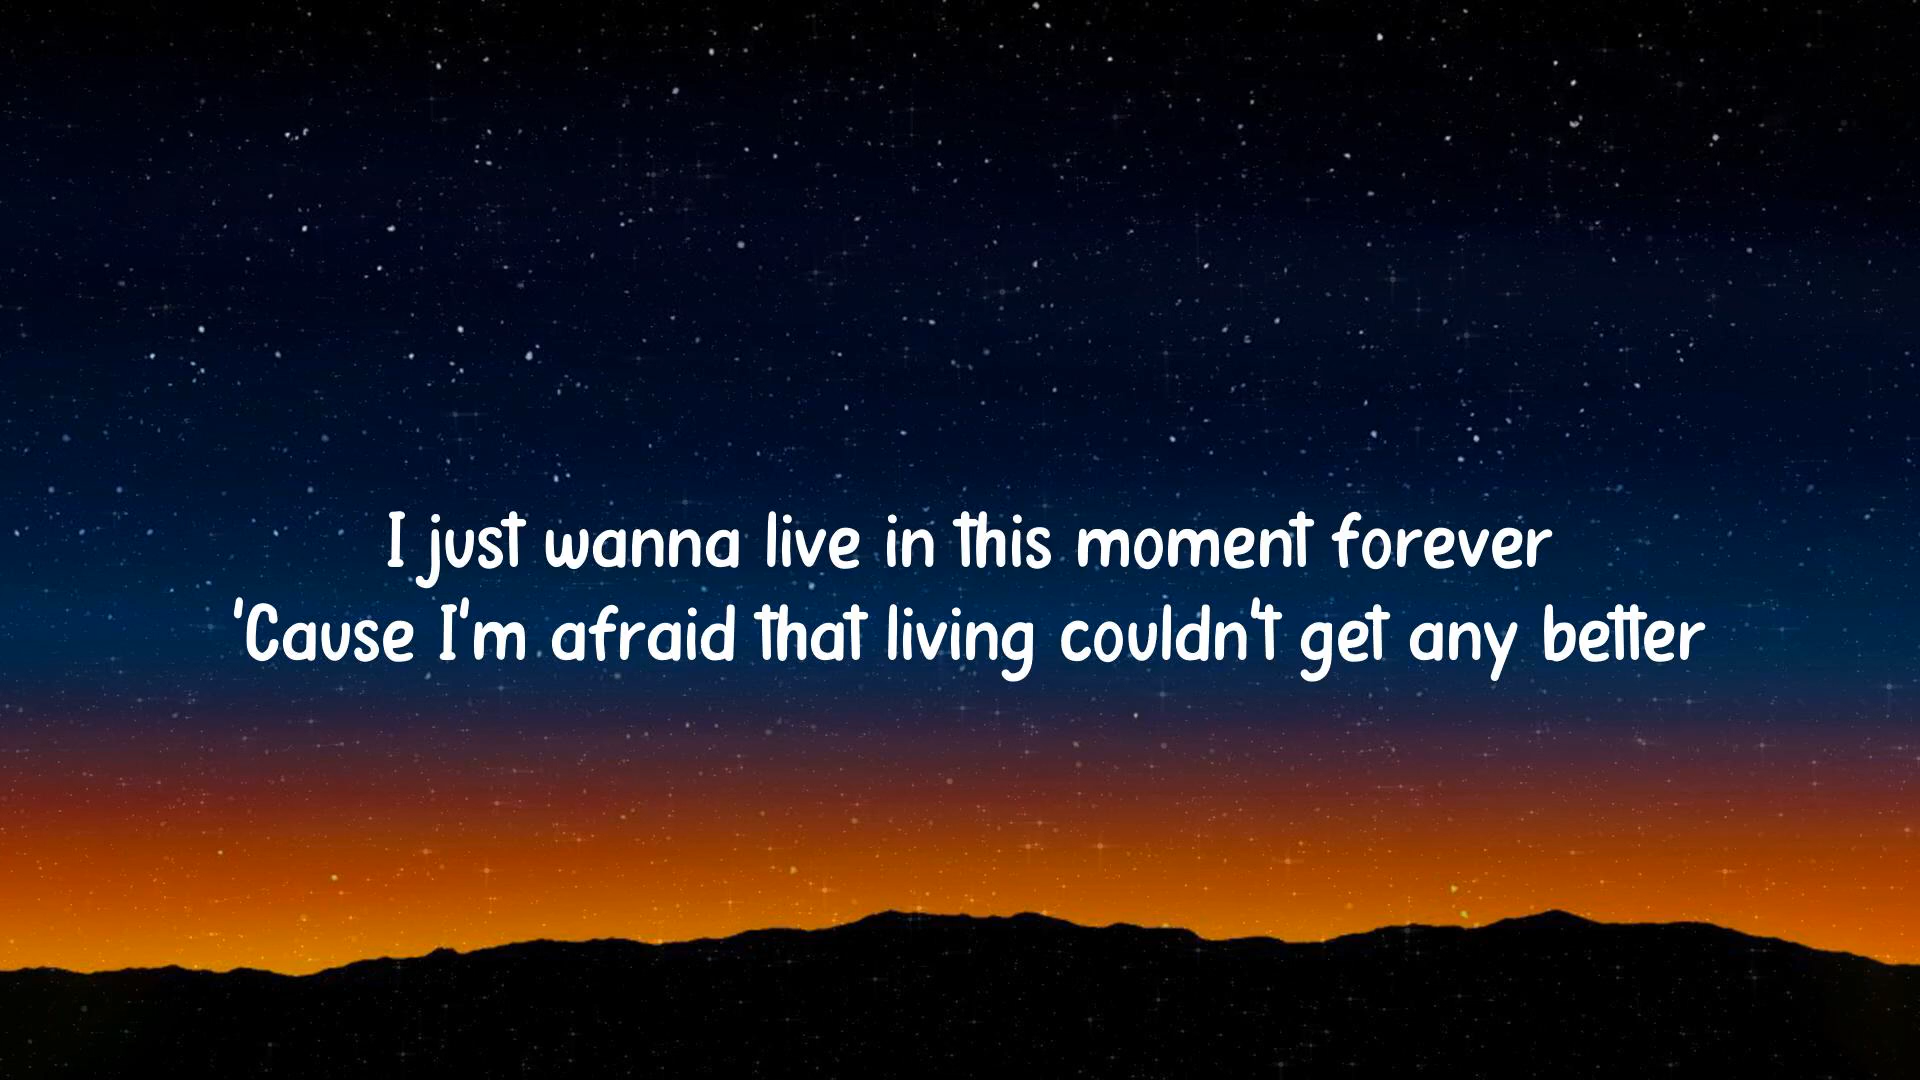 I just wanna live in this moment forever
'Cause I'm afraid that living couldn't get any better